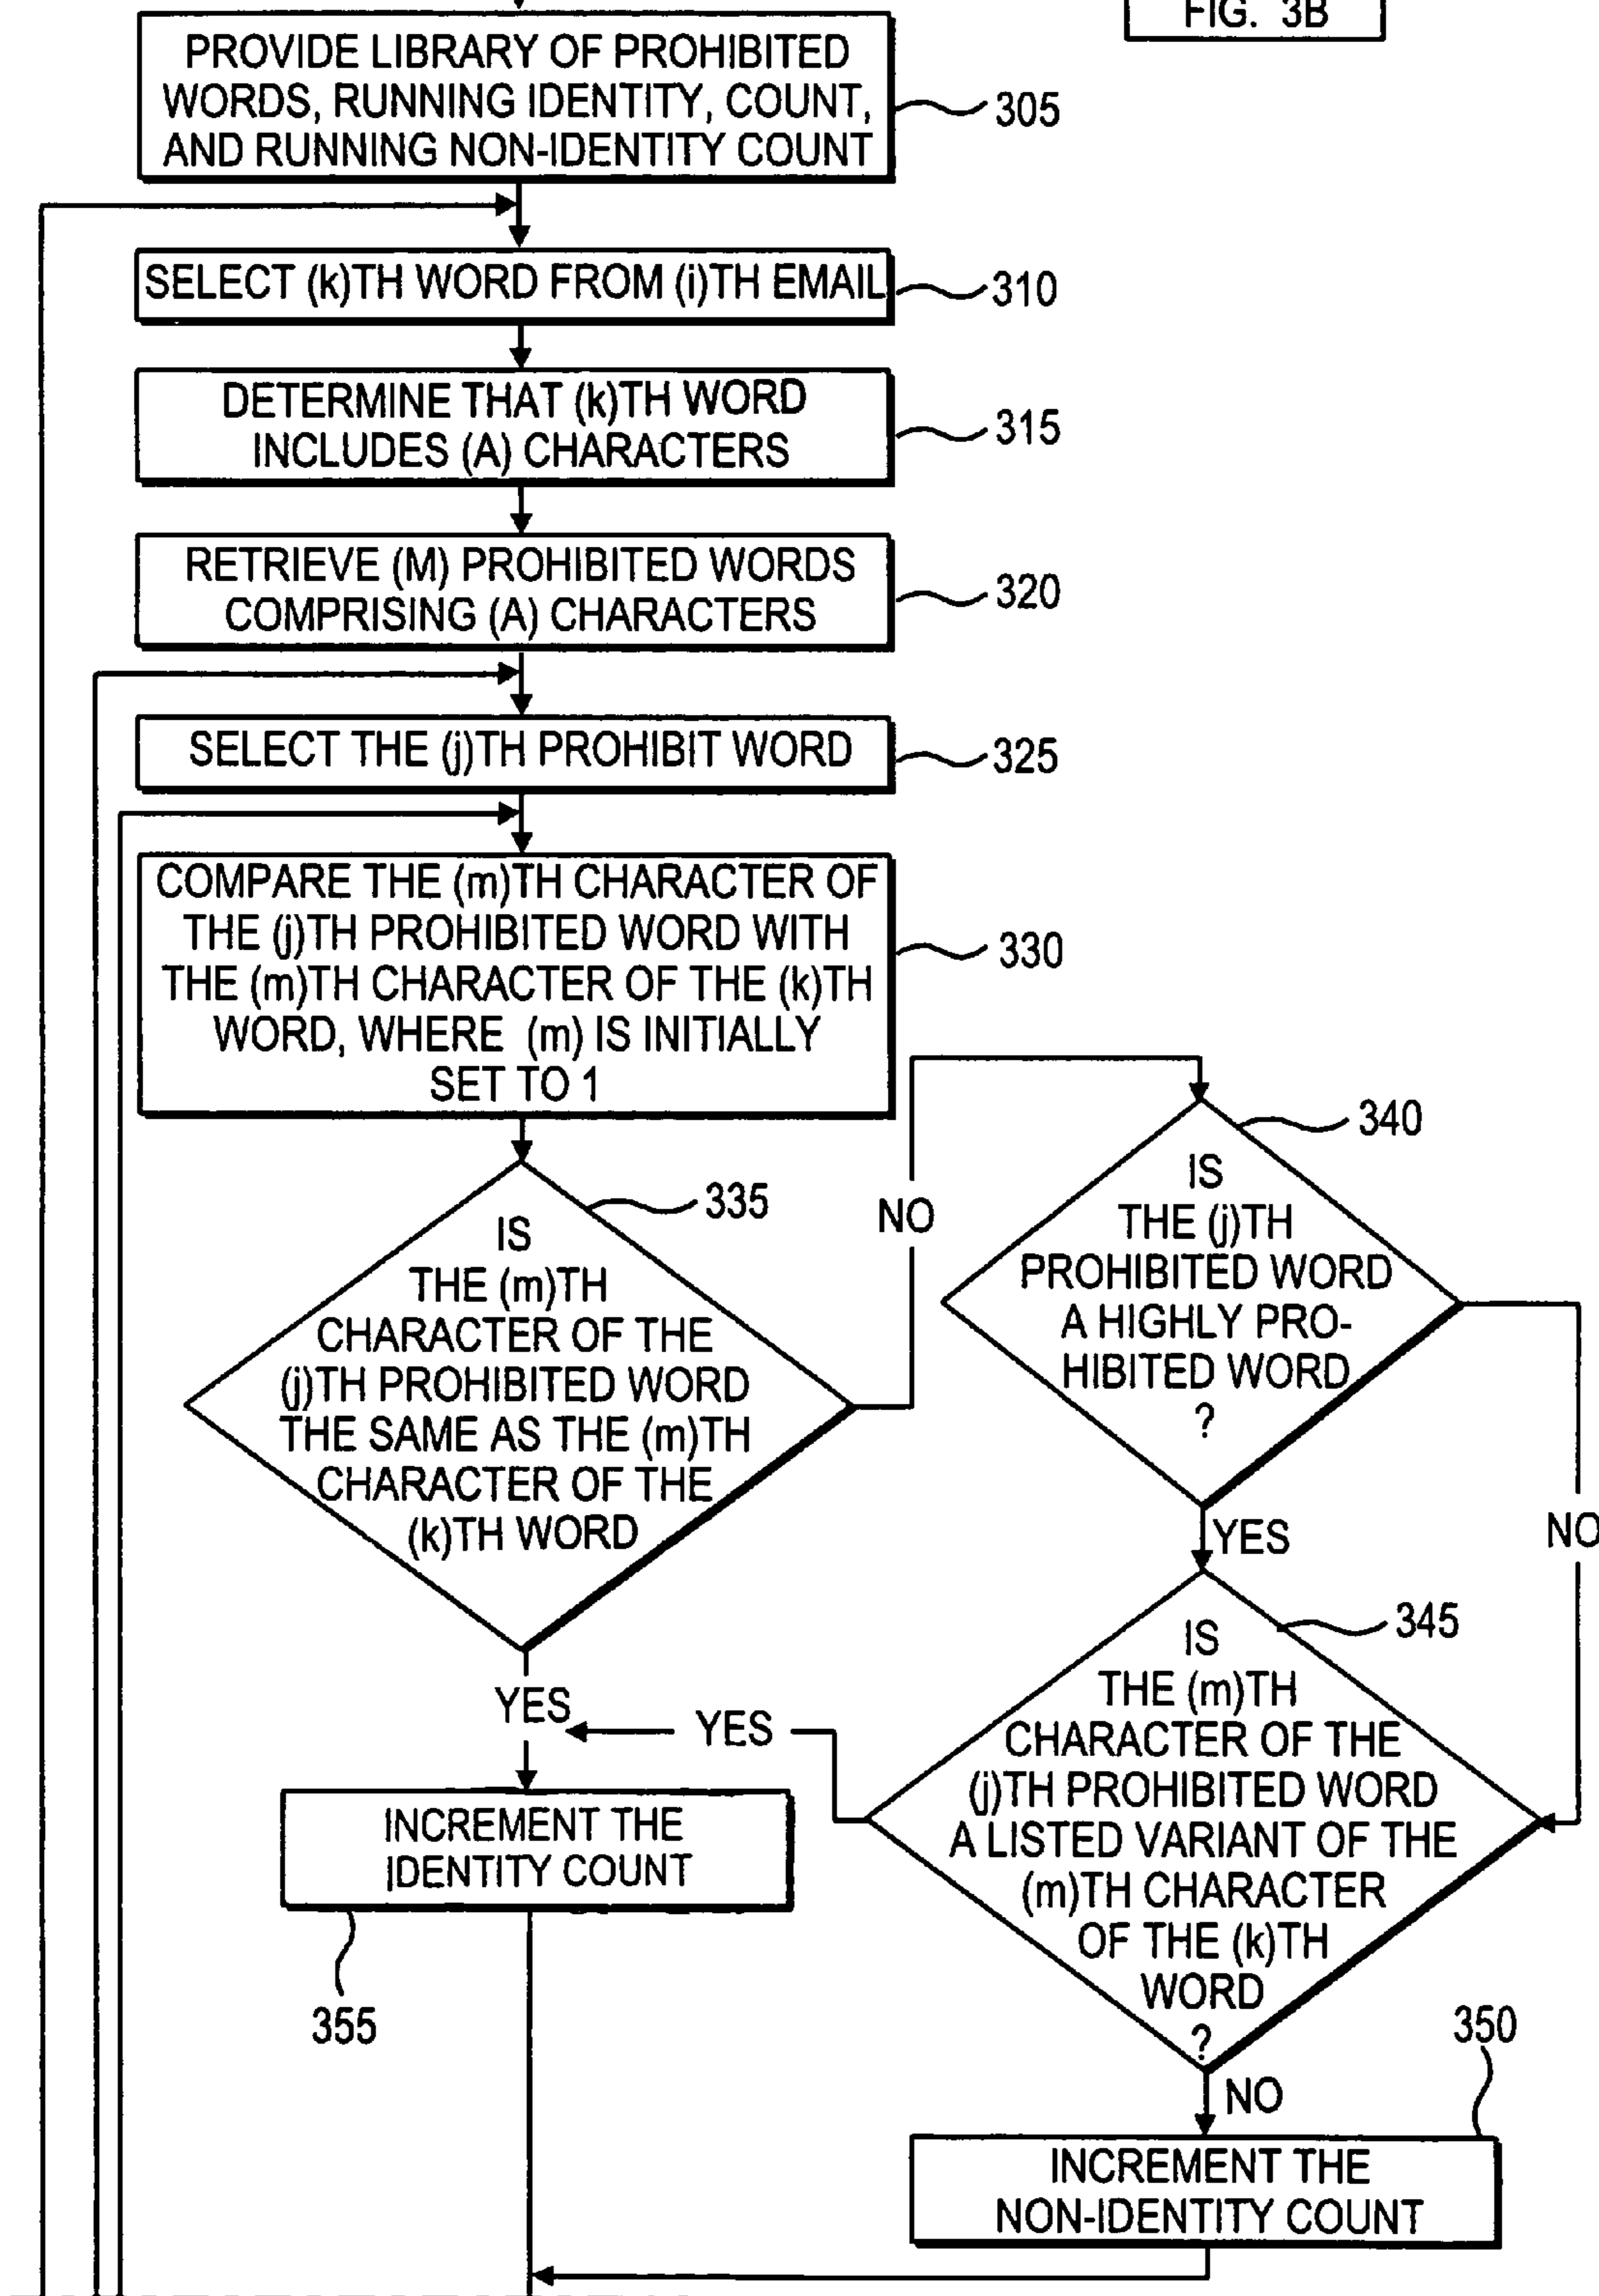 FIG. 3B
PROVIDE LIBRARY OF PROHIBITED
WORDS, RUNNING IDENTITY, COUNT,
AND RUNNING NON-IDENTITY COUNT
305
SELECT (k)TH WORD FROM (i)TH EMAIL
310
DETERMINE THAT (k)TH WORD
INCLUDES (A) CHARACTERS
315
RETRIEVE (M) PROHIBITED WORDS
COMPRISING (A) CHARACTERS
320
SELECT THE (j)TH PROHIBIT WORD
325
COMPARE THE (m)TH CHARACTER OF
THE (j)TH PROHIBITED WORD WITH
THE (m)TH CHARACTER OF THE (k)TH
WORD, WHERE (m) IS INITIALLY
SET TO 1
330
335
IS
THE (m)TH
CHARACTER OF THE
(j)TH PROHIBITED WORD
THE SAME AS THE (m)TH
CHARACTER OF THE
(k)TH WORD
NO
340
IS
THE (j)TH
PROHIBITED WORD
A HIGHLY PRO-
HIBITED WORD
?
YES
NO
345
IS
THE (m)TH
CHARACTER OF THE
(j)TH PROHIBITED WORD
A LISTED VARIANT OF THE
(m)TH CHARACTER
OF THE (k)TH
WORD
?
YES
YES
INCREMENT THE
IDENTITY COUNT
355
NO
350
INCREMENT THE
NON-IDENTITY COUNT